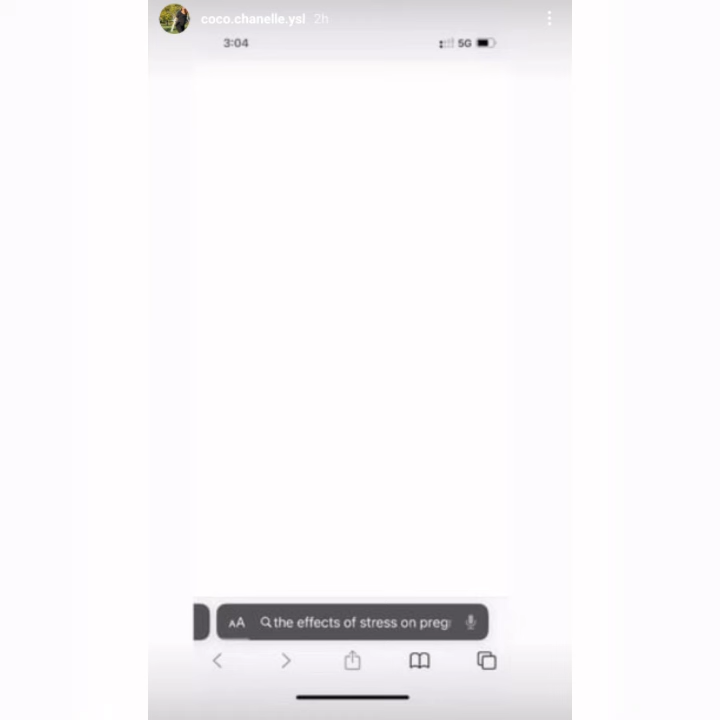 coco.chanelle.ysl 2h
3:04 5G
AA the effects of stress on preg